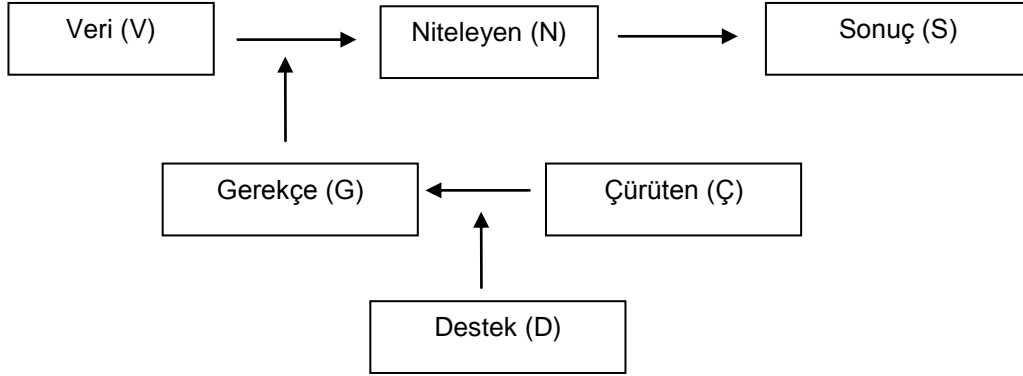 Veri (V)
Niteleyen (N)
Sonuç (S)
Gerekçe (G)
Çürüten (Ç)
Destek (D)